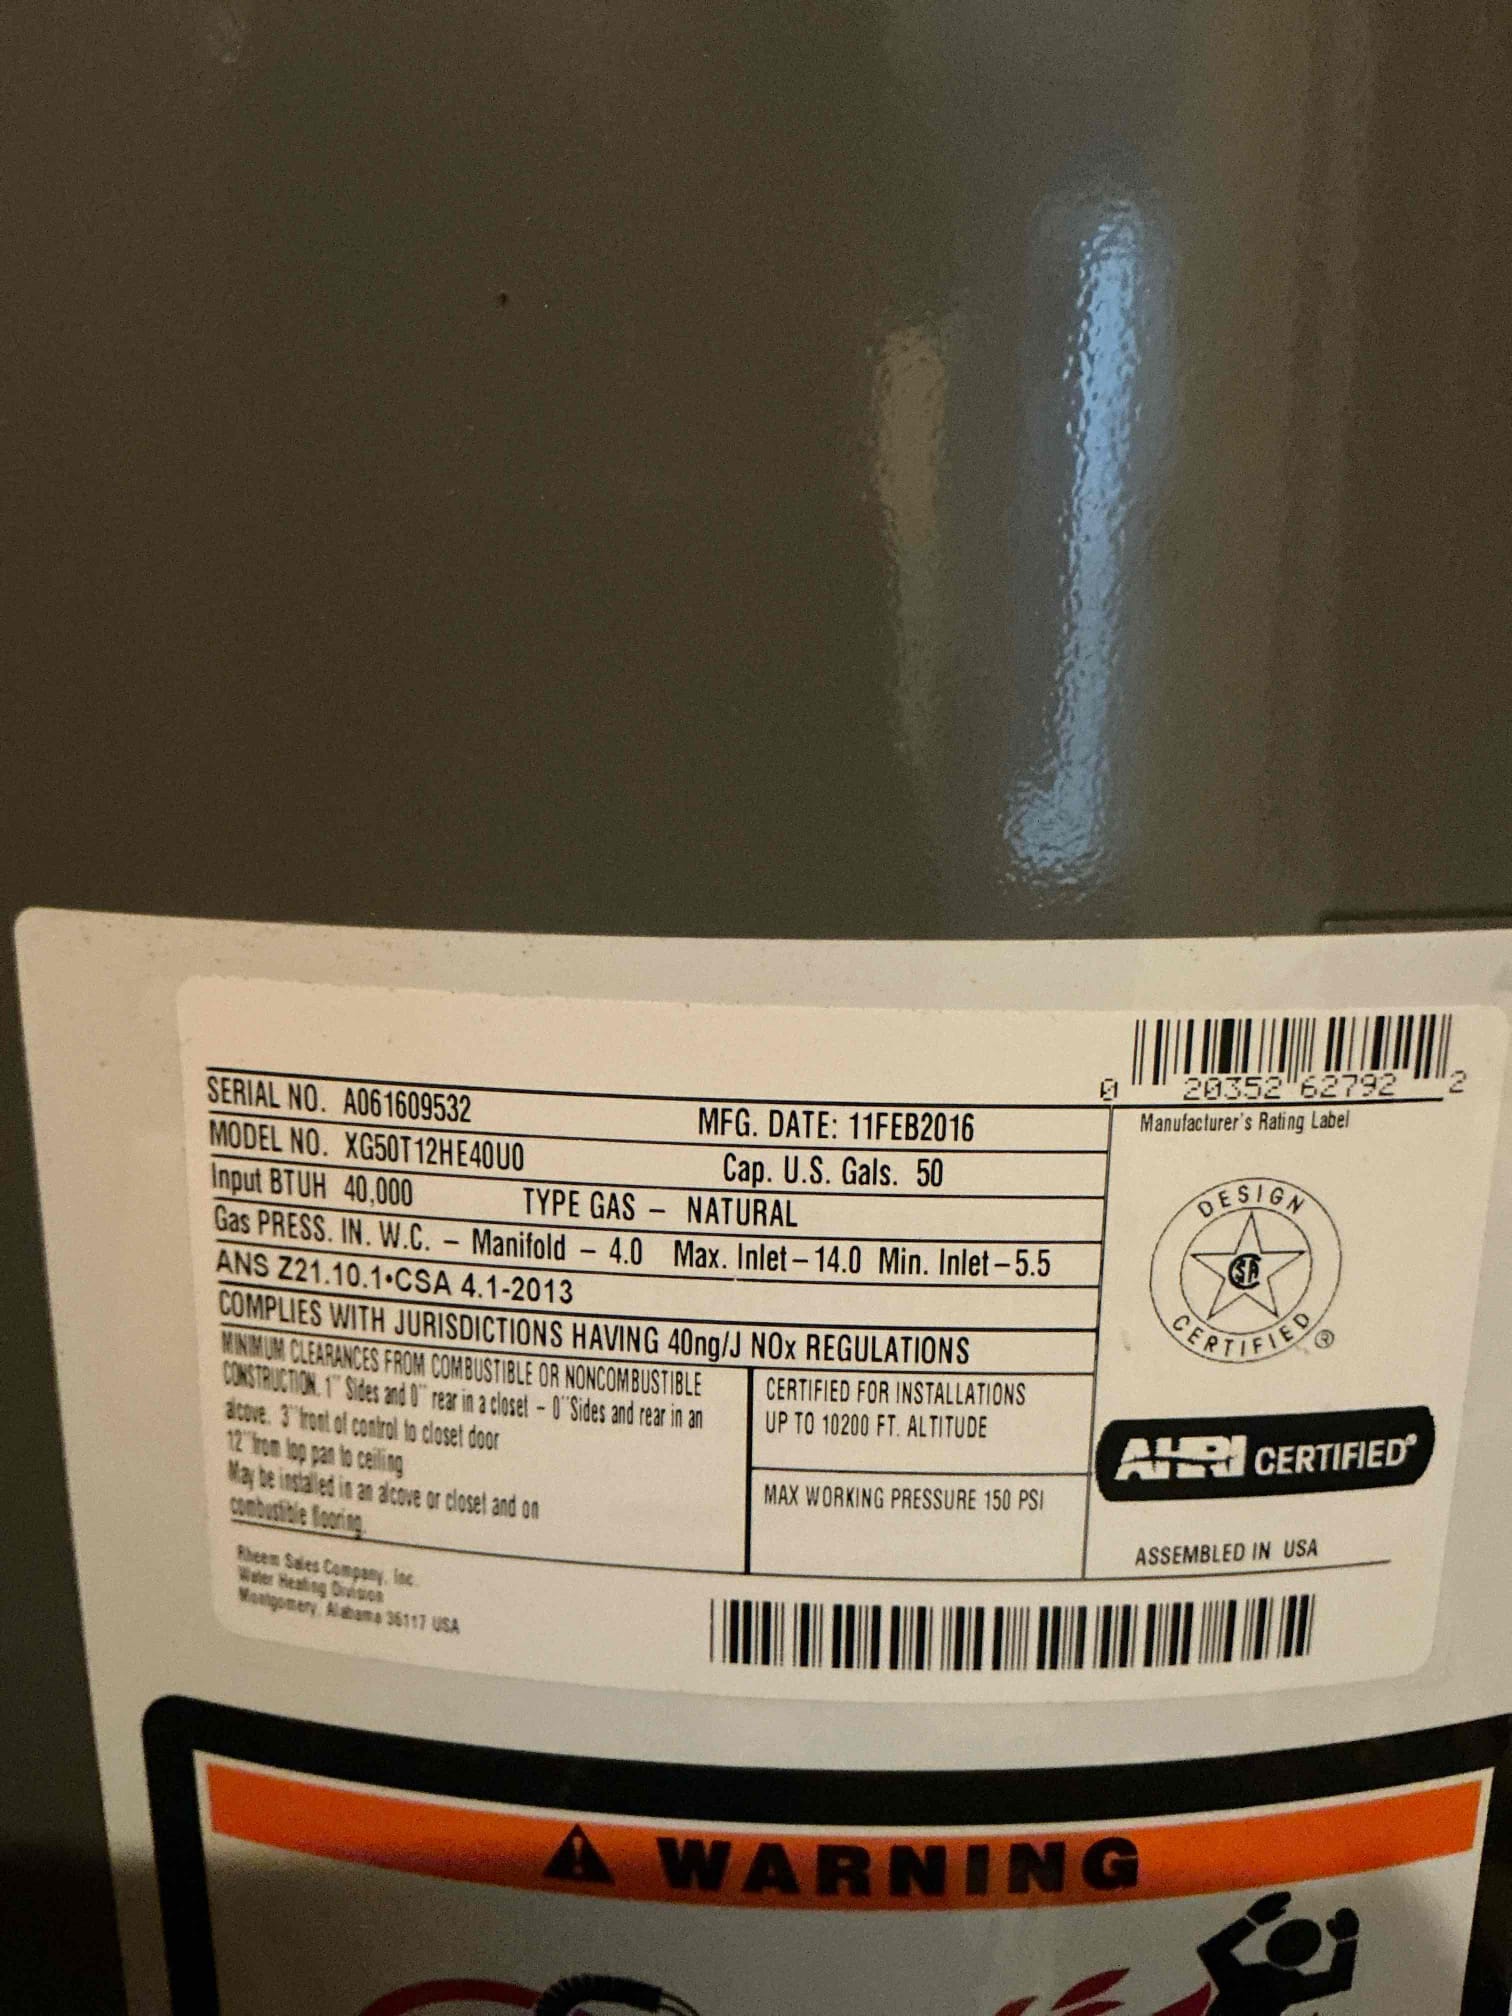 0 20352 62792 2
SERIAL NO. A061609532 MFG. DATE: 11FEB2016
MODEL NO. XG50T12HE40U0 Cap. U.S. Gals. 50
Input BTUH 40,000 TYPE GAS – NATURAL
Gas PRESS. IN. W.C. – Manifold – 4.0 Max. Inlet – 14.0 Min. Inlet – 5.5
ANS Z21.10.1•CSA 4.1-2013
COMPLIES WITH JURISDICTIONS HAVING 40ng/J NOx REGULATIONS
MINIMUM CLEARANCES FROM COMBUSTIBLE OR NONCOMBUSTIBLE
CONSTRUCTION. 1" Sides and 0" rear in a closet – 0" Sides and rear in an
alcove. 3" front of control to closet door
12" from top pan to ceiling
May be installed in an alcove or closet and on
combustible flooring.
CERTIFIED FOR INSTALLATIONS
UP TO 10200 FT. ALTITUDE
MAX WORKING PRESSURE 150 PSI
Rheem Sales Company, Inc.
Water Heating Division
Montgomery, Alabama 36117 USA
Manufacturer's Rating Label
DESIGN
SA
CERTIFIED ®
AHRI CERTIFIED®
ASSEMBLED IN USA
⚠ WARNING